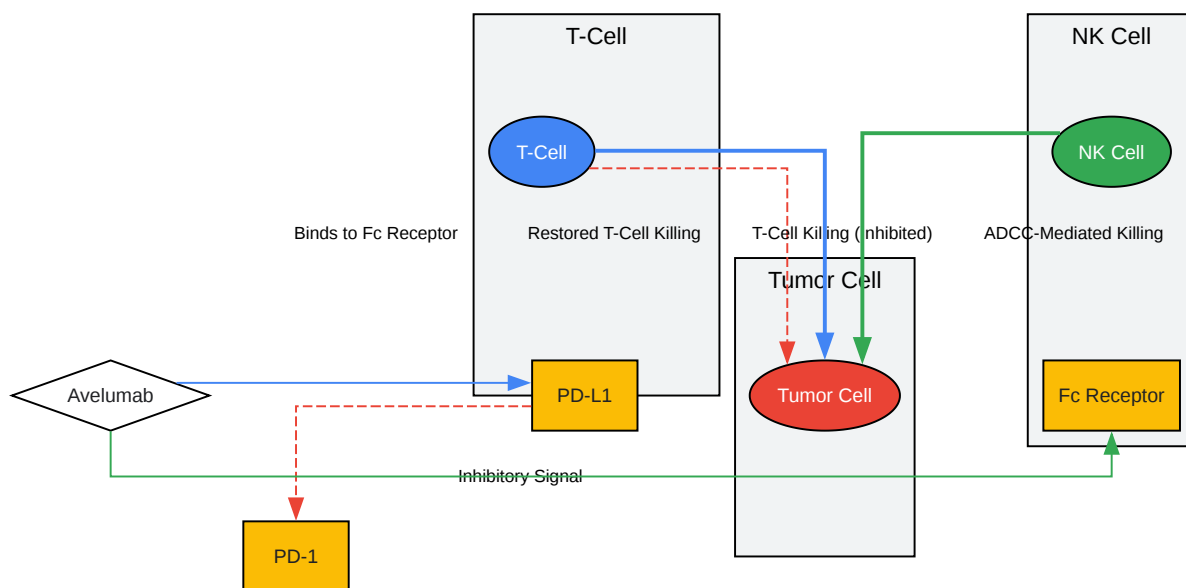 T-Cell
NK Cell
T-Cell
NK Cell
Binds to Fc Receptor
Restored T-Cell Killing
T-Cell Killing (Inhibited)
ADCC-Mediated Killing
Tumor Cell
Avelumab
PD-L1
Tumor Cell
Fc Receptor
Inhibitory Signal
PD-1